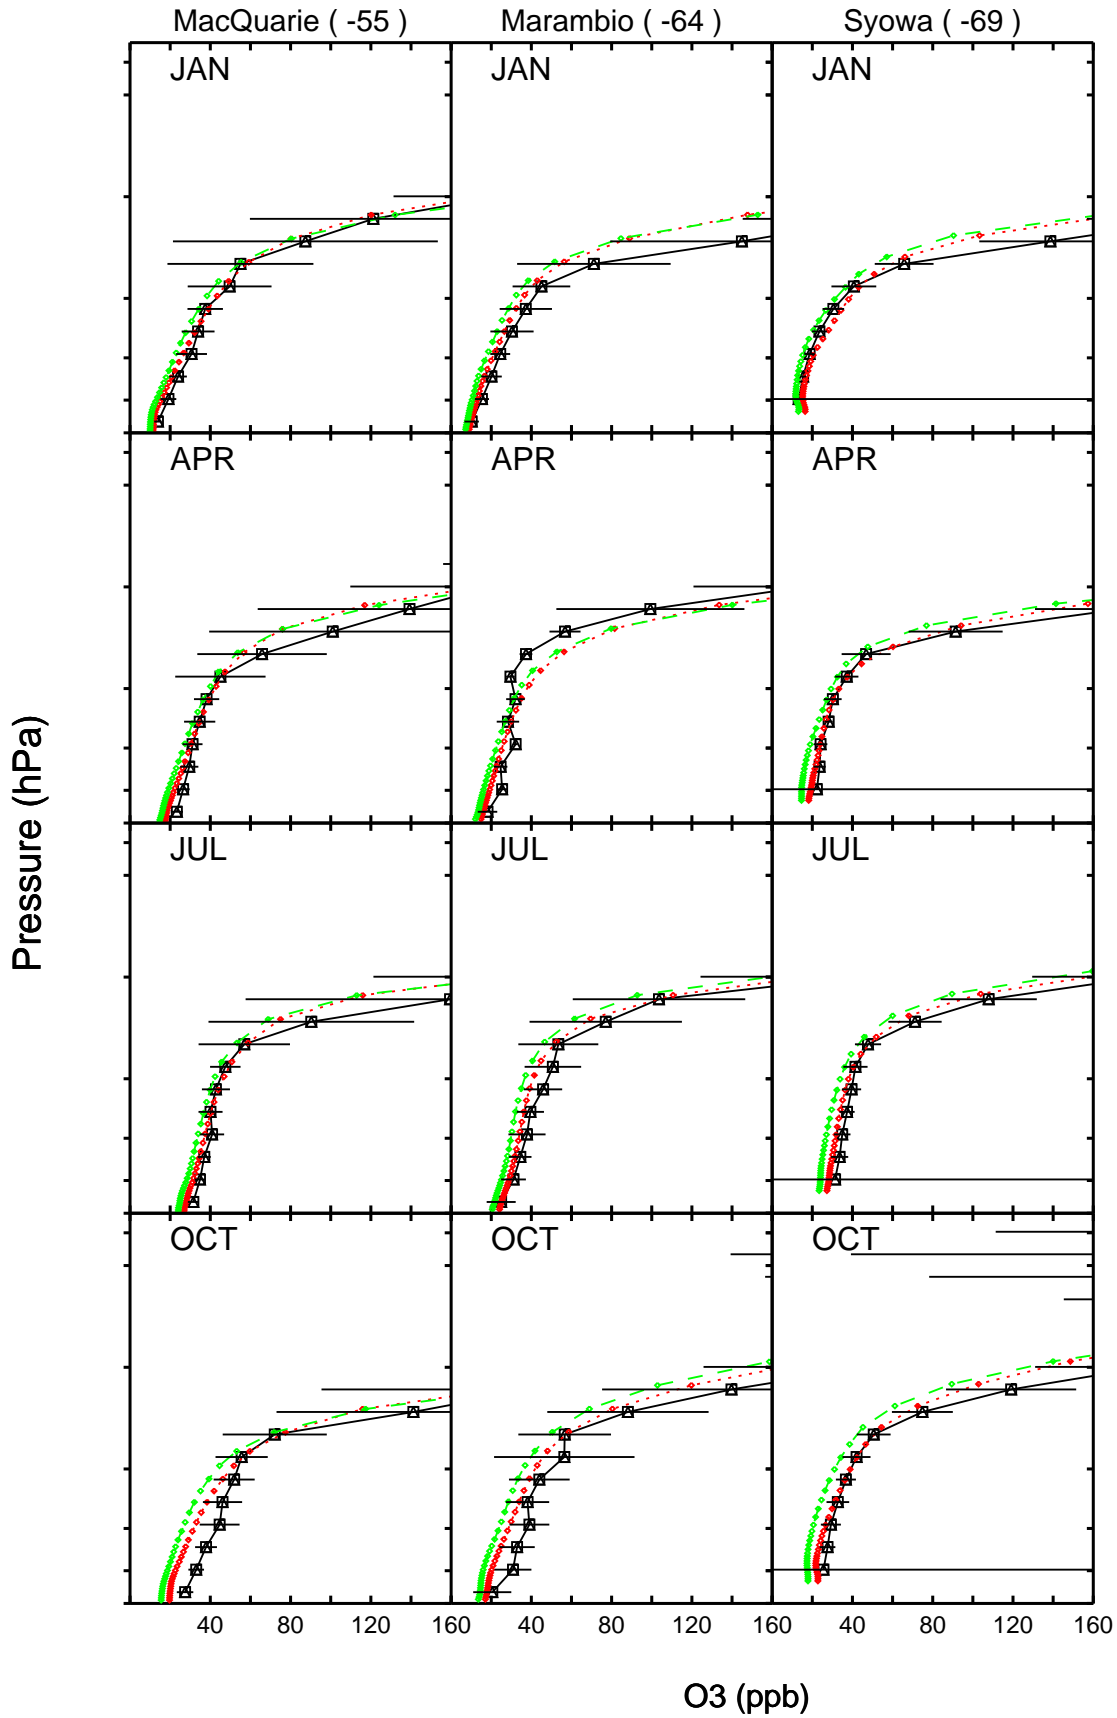 MacQuarie ( -55 ) Marambio ( -64 ) Syowa ( -69 )
JAN JAN JAN
APR APR APR
JUL JUL JUL
OCT OCT OCT
Pressure (hPa)
40 80 120 160 40 80 120 160 40 80 120 160
O3 (ppb)